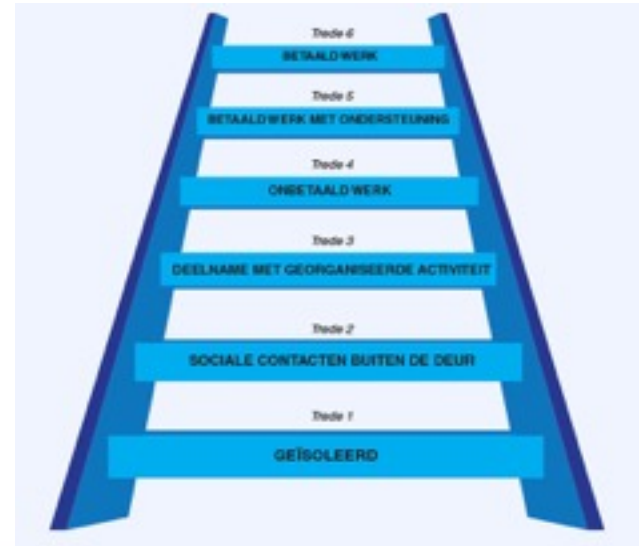 Trede 6
BETAALD WERK
Trede 5
BETAALD WERK MET ONDERSTEUNING
Trede 4
ONBETAALD WERK
Trede 3
DEELNAME MET GEORGANISEERDE ACTIVITEIT
Trede 2
SOCIALE CONTACTEN BUITEN DE DEUR
Trede 1
GEÏSOLEERD